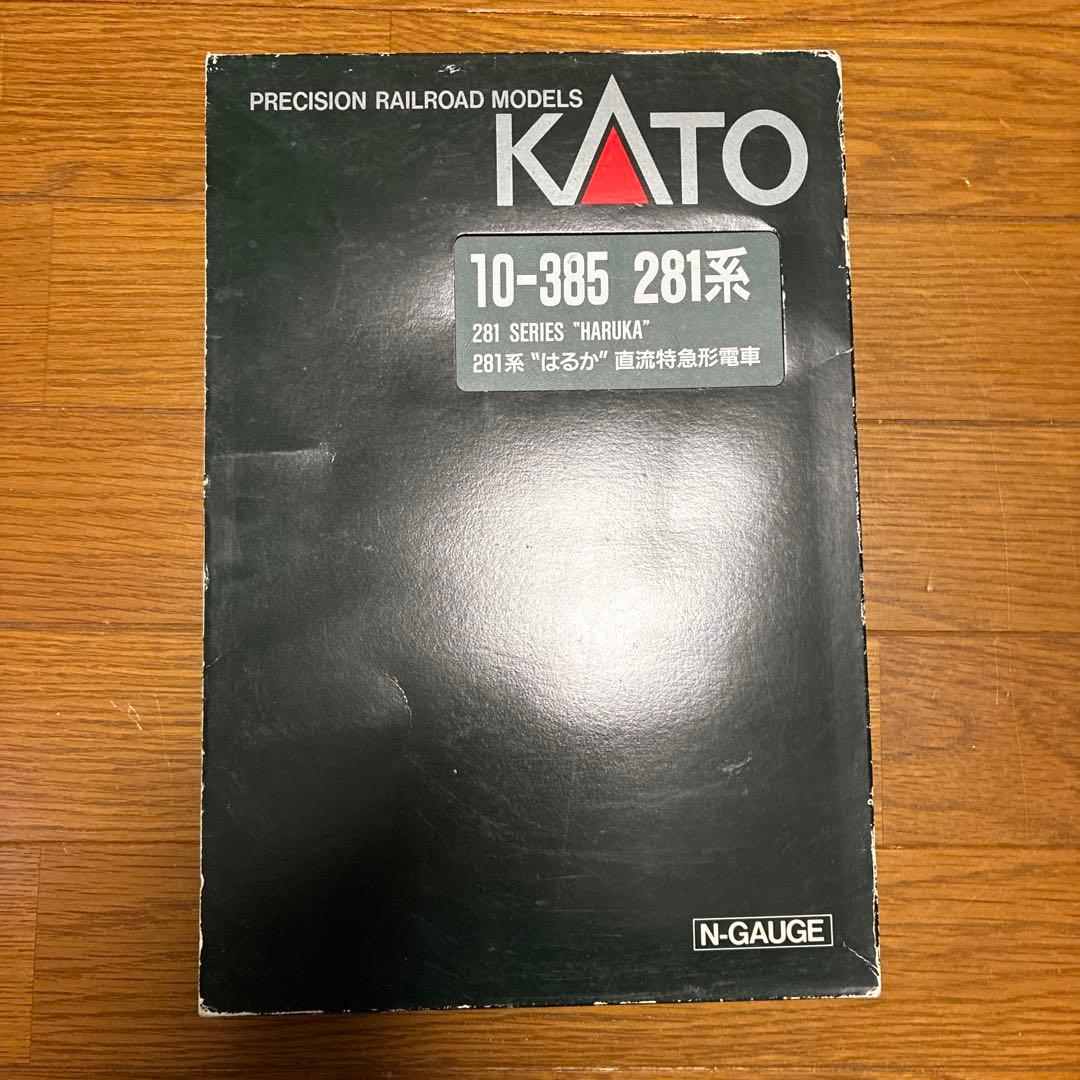 PRECISION RAILROAD MODELS
KATO
10-385 281系
281 SERIES "HARUKA"
281系 "はるか" 直流特急形電車
N-GAUGE